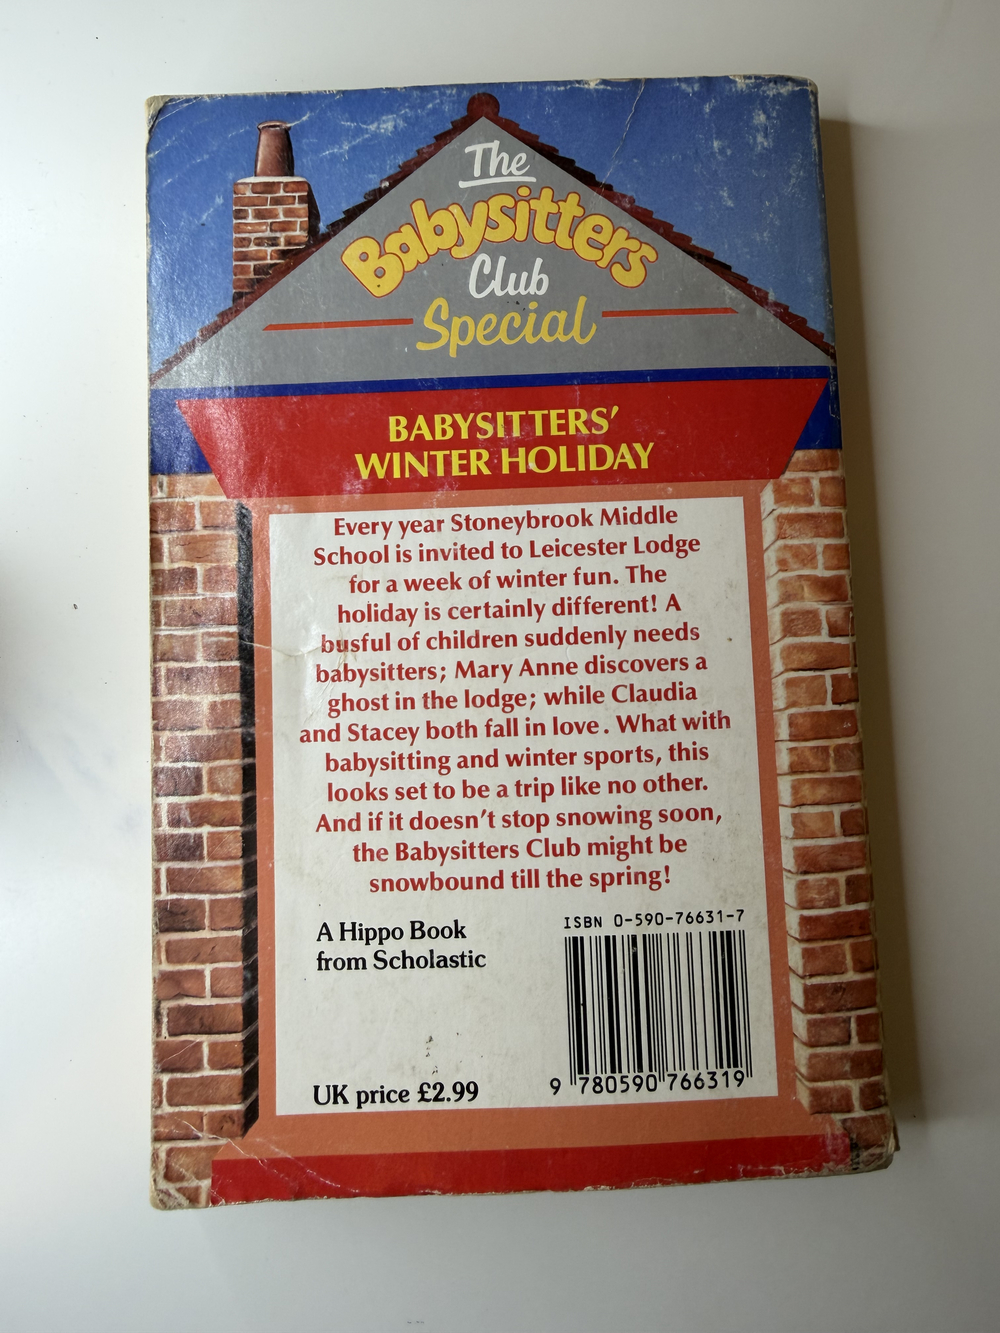 The
Babysitters
Club
Special
BABYSITTERS'
WINTER HOLIDAY
Every year Stoneybrook Middle
School is invited to Leicester Lodge
for a week of winter fun. The
holiday is certainly different! A
busful of children suddenly needs
babysitters; Mary Anne discovers a
ghost in the lodge; while Claudia
and Stacey both fall in love. What with
babysitting and winter sports, this
looks set to be a trip like no other.
And if it doesn't stop snowing soon,
the Babysitters Club might be
snowbound till the spring!
A Hippo Book
from Scholastic
UK price £2.99
ISBN 0-590-76631-7
9 780590 766319